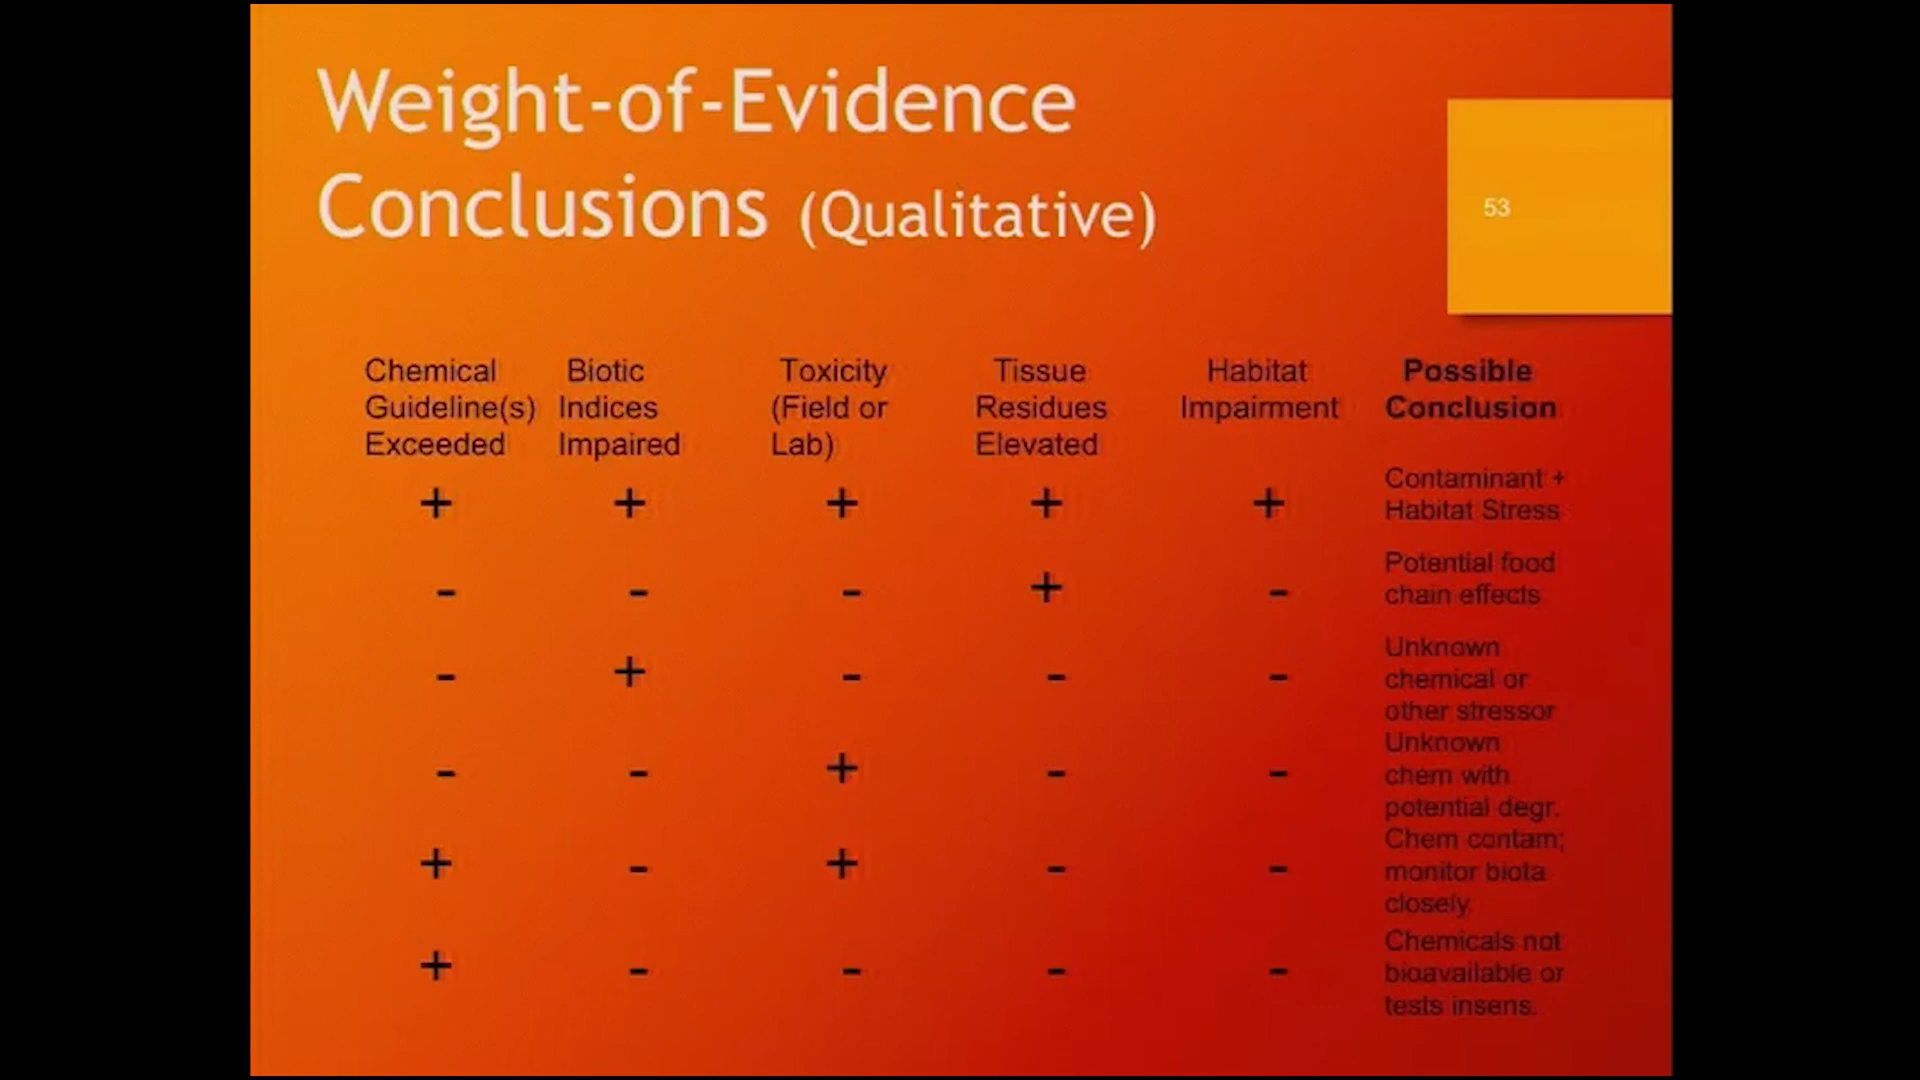 Weight-of-Evidence
Conclusions (Qualitative)
53
Chemical Guideline(s) Exceeded
Biotic Indices Impaired
Toxicity (Field or Lab)
Tissue Residues Elevated
Habitat Impairment
Possible Conclusion
+ + + + + Contaminant + Habitat Stress
- - - + - Potential food chain effects
- + - - - Unknown chemical or other stressor
- - + - - Unknown chem with potential degr.
+ - + - - Chem contam; monitor biota closely
+ - - - - Chemicals not bioavailable or tests insens.